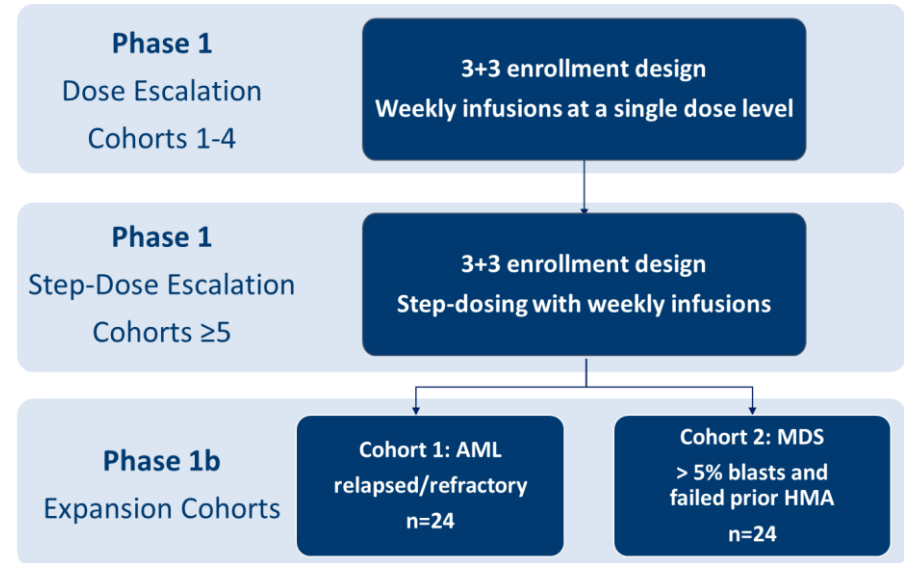 Phase 1
Dose Escalation
Cohorts 1-4
3+3 enrollment design
Weekly infusions at a single dose level
Phase 1
Step-Dose Escalation
Cohorts ≥5
3+3 enrollment design
Step-dosing with weekly infusions
Phase 1b
Expansion Cohorts
Cohort 1: AML
relapsed/refractory
n=24
Cohort 2: MDS
> 5% blasts and
failed prior HMA
n=24